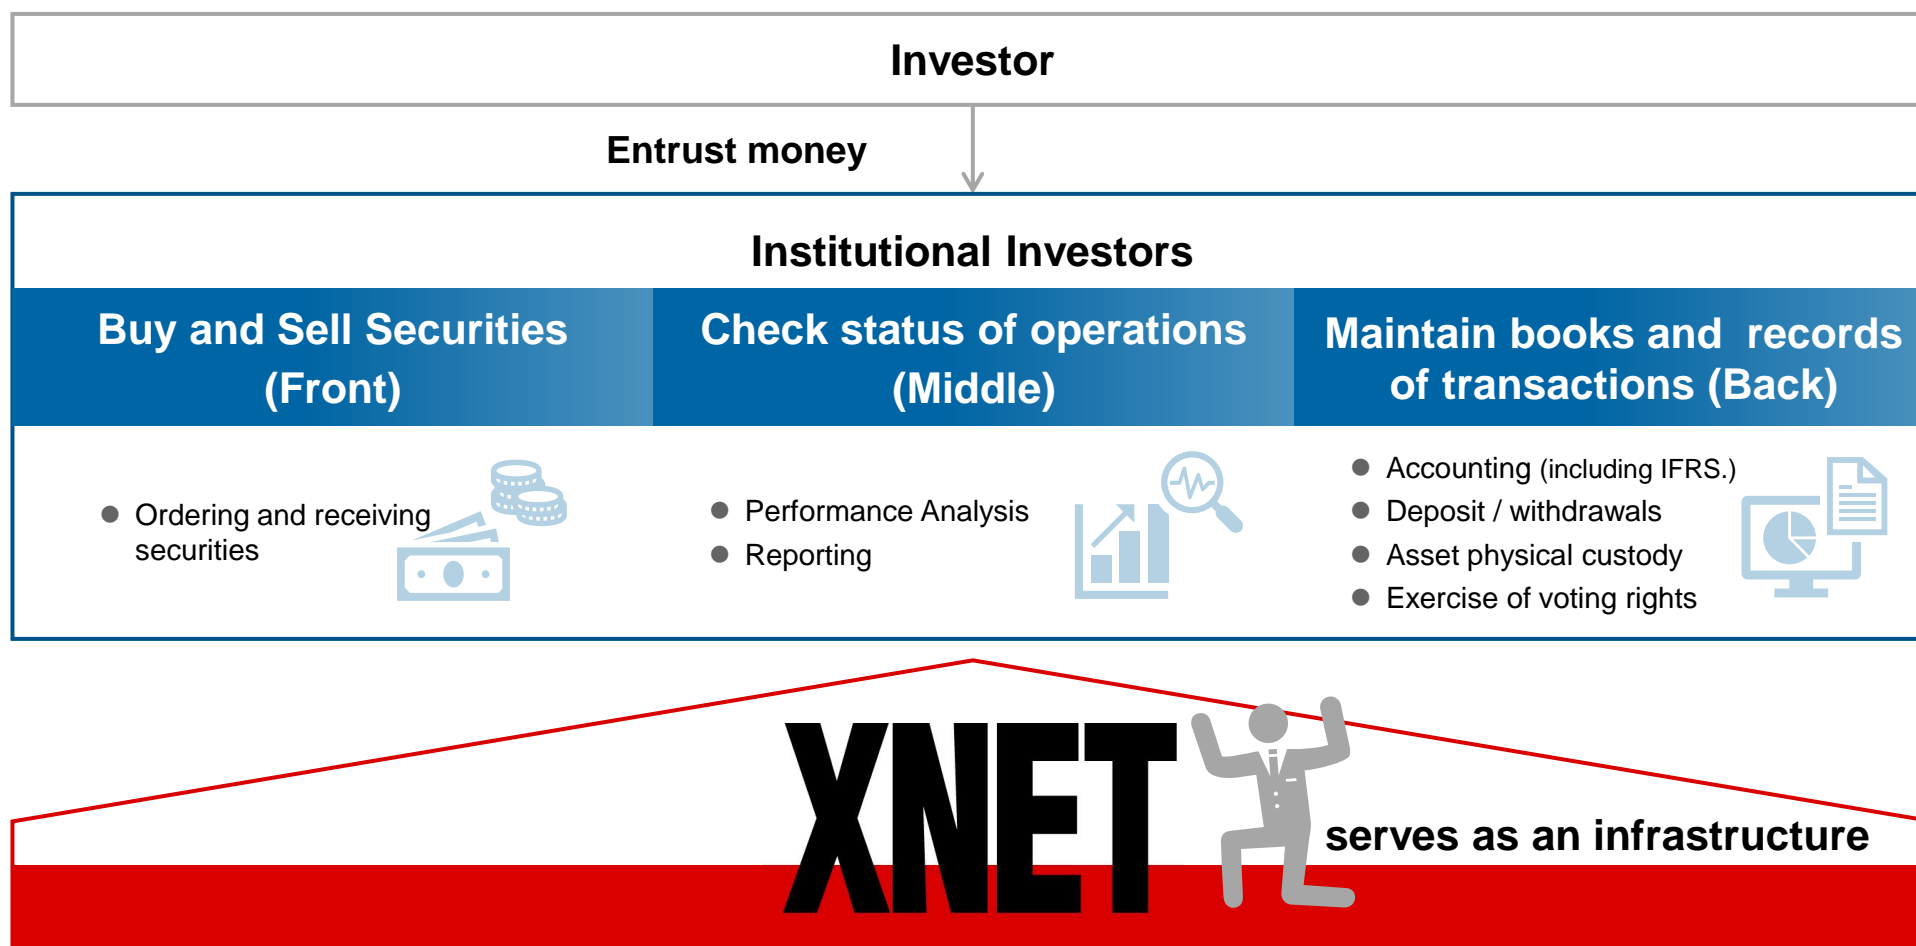 Investor
Entrust money
Institutional Investors
Buy and Sell Securities
(Front)
Check status of operations
(Middle)
Maintain books and records
of transactions (Back)
Ordering and receiving
securities
Performance Analysis
Reporting
Accounting (including IFRS.)
Deposit / withdrawals
Asset physical custody
Exercise of voting rights
XNET
serves as an infrastructure